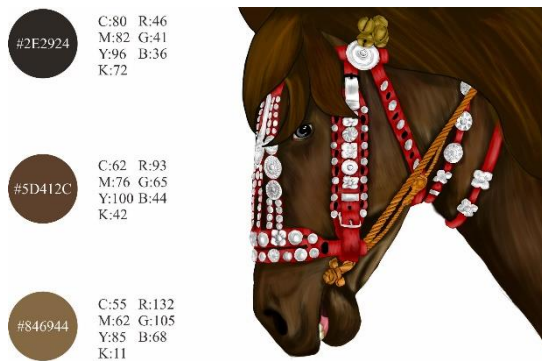 #2E2924
C:80 R:46
M:82 G:41
Y:96 B:36
K:72
#5D412C
C:62 R:93
M:76 G:65
Y:100 B:44
K:42
#846944
C:55 R:132
M:62 G:105
Y:85 B:68
K:11